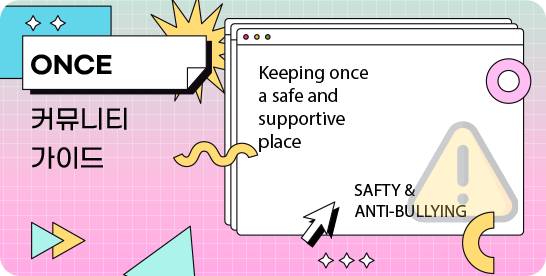 ONCE
커뮤니티
가이드
Keeping once
a safe and
supportive
place
SAFTY &
ANTI-BULLYING